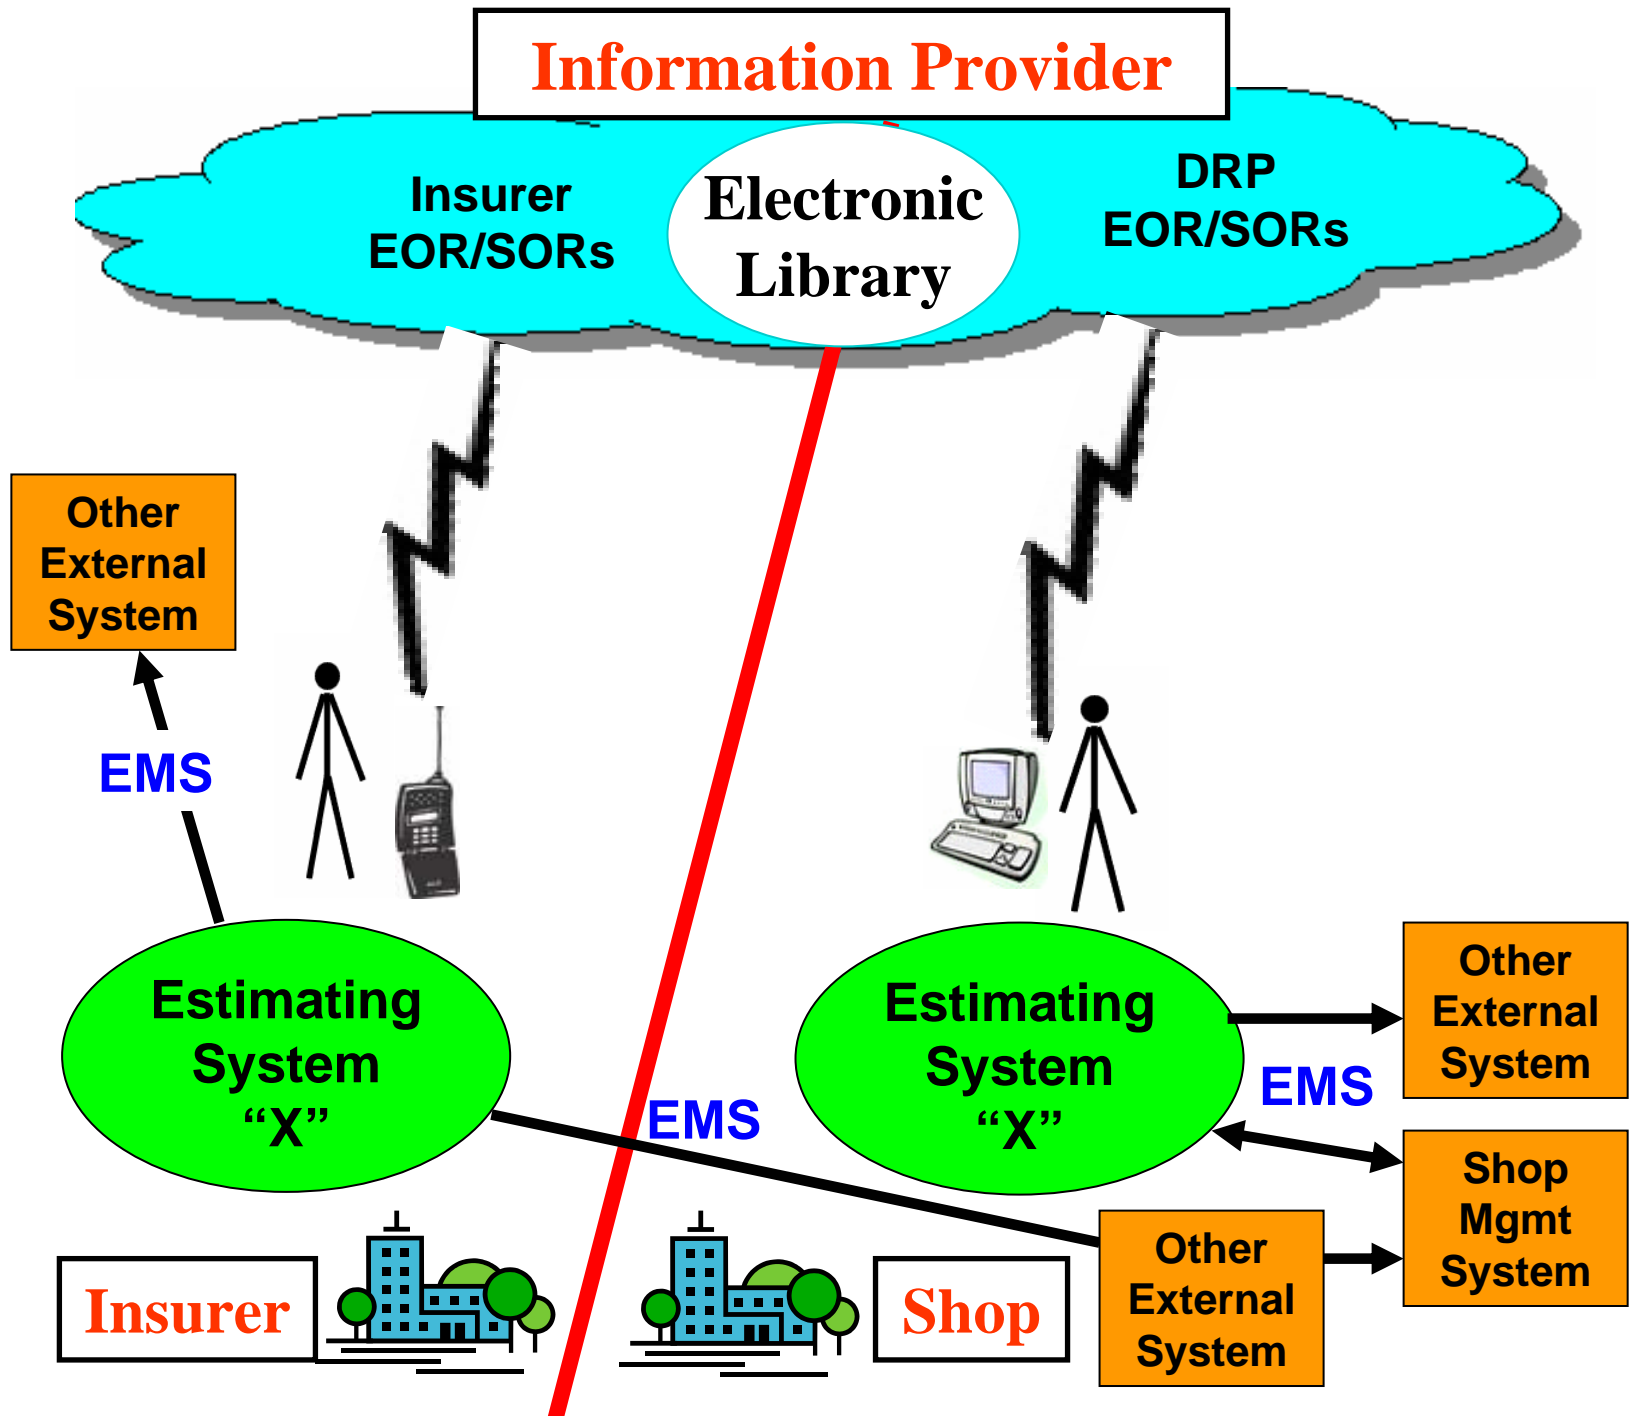 Information Provider
Insurer
EOR/SORs
Electronic
Library
DRP
EOR/SORs
Other
External
System
EMS
Estimating
System
“X”
EMS
Estimating
System
“X”
Other
External
System
EMS
Shop
Mgmt
System
Other
External
System
Insurer
Shop